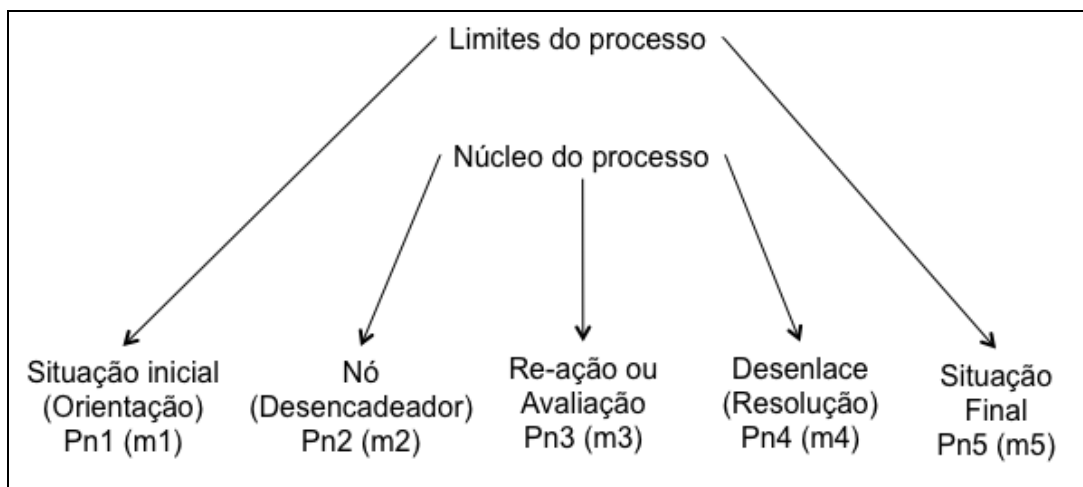 Limites do processo
Núcleo do processo
Situação inicial
(Orientação)
Pn1 (m1)
Nó
(Desencadeador)
Pn2 (m2)
Re-ação ou
Avaliação
Pn3 (m3)
Desenlace
(Resolução)
Pn4 (m4)
Situação
Final
Pn5 (m5)